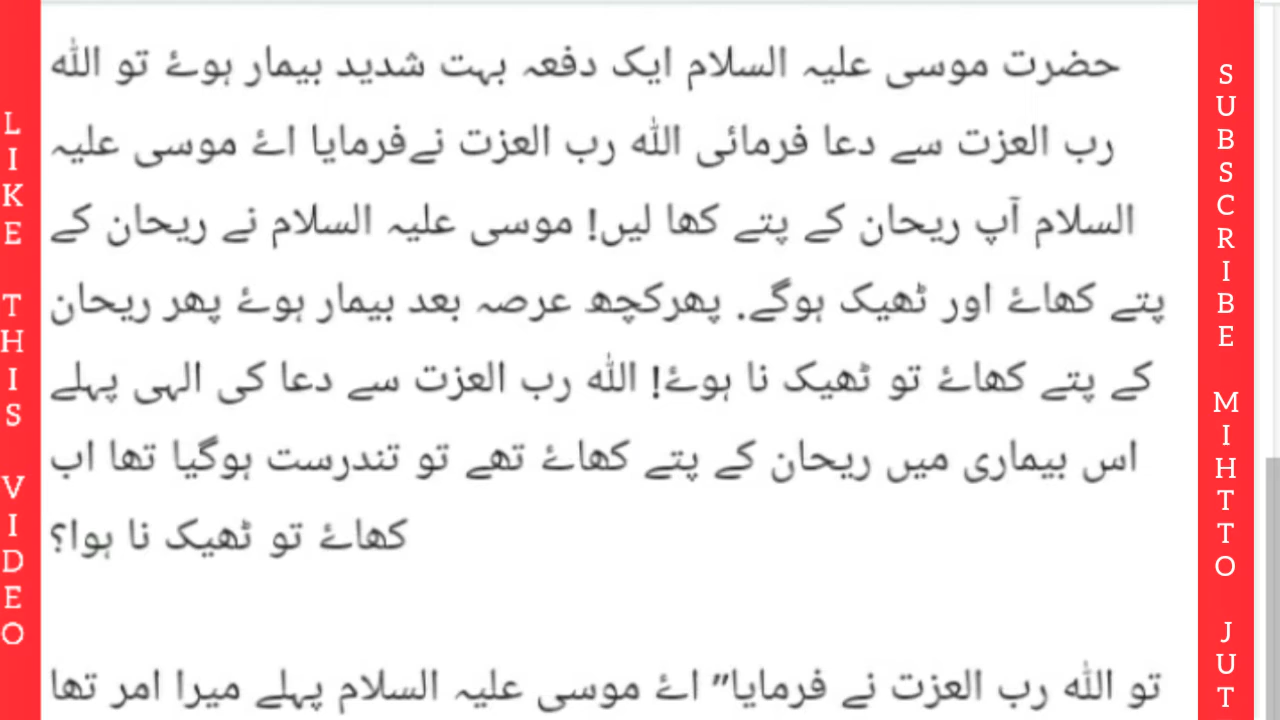 حضرت موسی علیہ السلام ایک دفعہ بہت شدید بیمار ہوۓ تو اللہ
رب العزت سے دعا فرمائی اللہ رب العزت نےفرمایا اۓ موسی علیہ
السلام آپ ریحان کے پتے کھا لیں! موسی علیہ السلام نے ریحان کے
پتے کھاۓ اور ٹھیک ہوگے. پھرکچھ عرصہ بعد بیمار ہوۓ پھر ریحان
کے پتے کھاۓ تو ٹھیک نا ہوۓ! اللہ رب العزت سے دعا کی الہی پہلے
اس بیماری میں ریحان کے پتے کھاۓ تھے تو تندرست ہوگیا تھا اب
کھاۓ تو ٹھیک نا ہوا؟
تو اللہ رب العزت نے فرمایا” اۓ موسی علیہ السلام پہلے میرا امر تھا
LIKE THIS VIDEO
SUBSCRIBE MIHTTO JUT